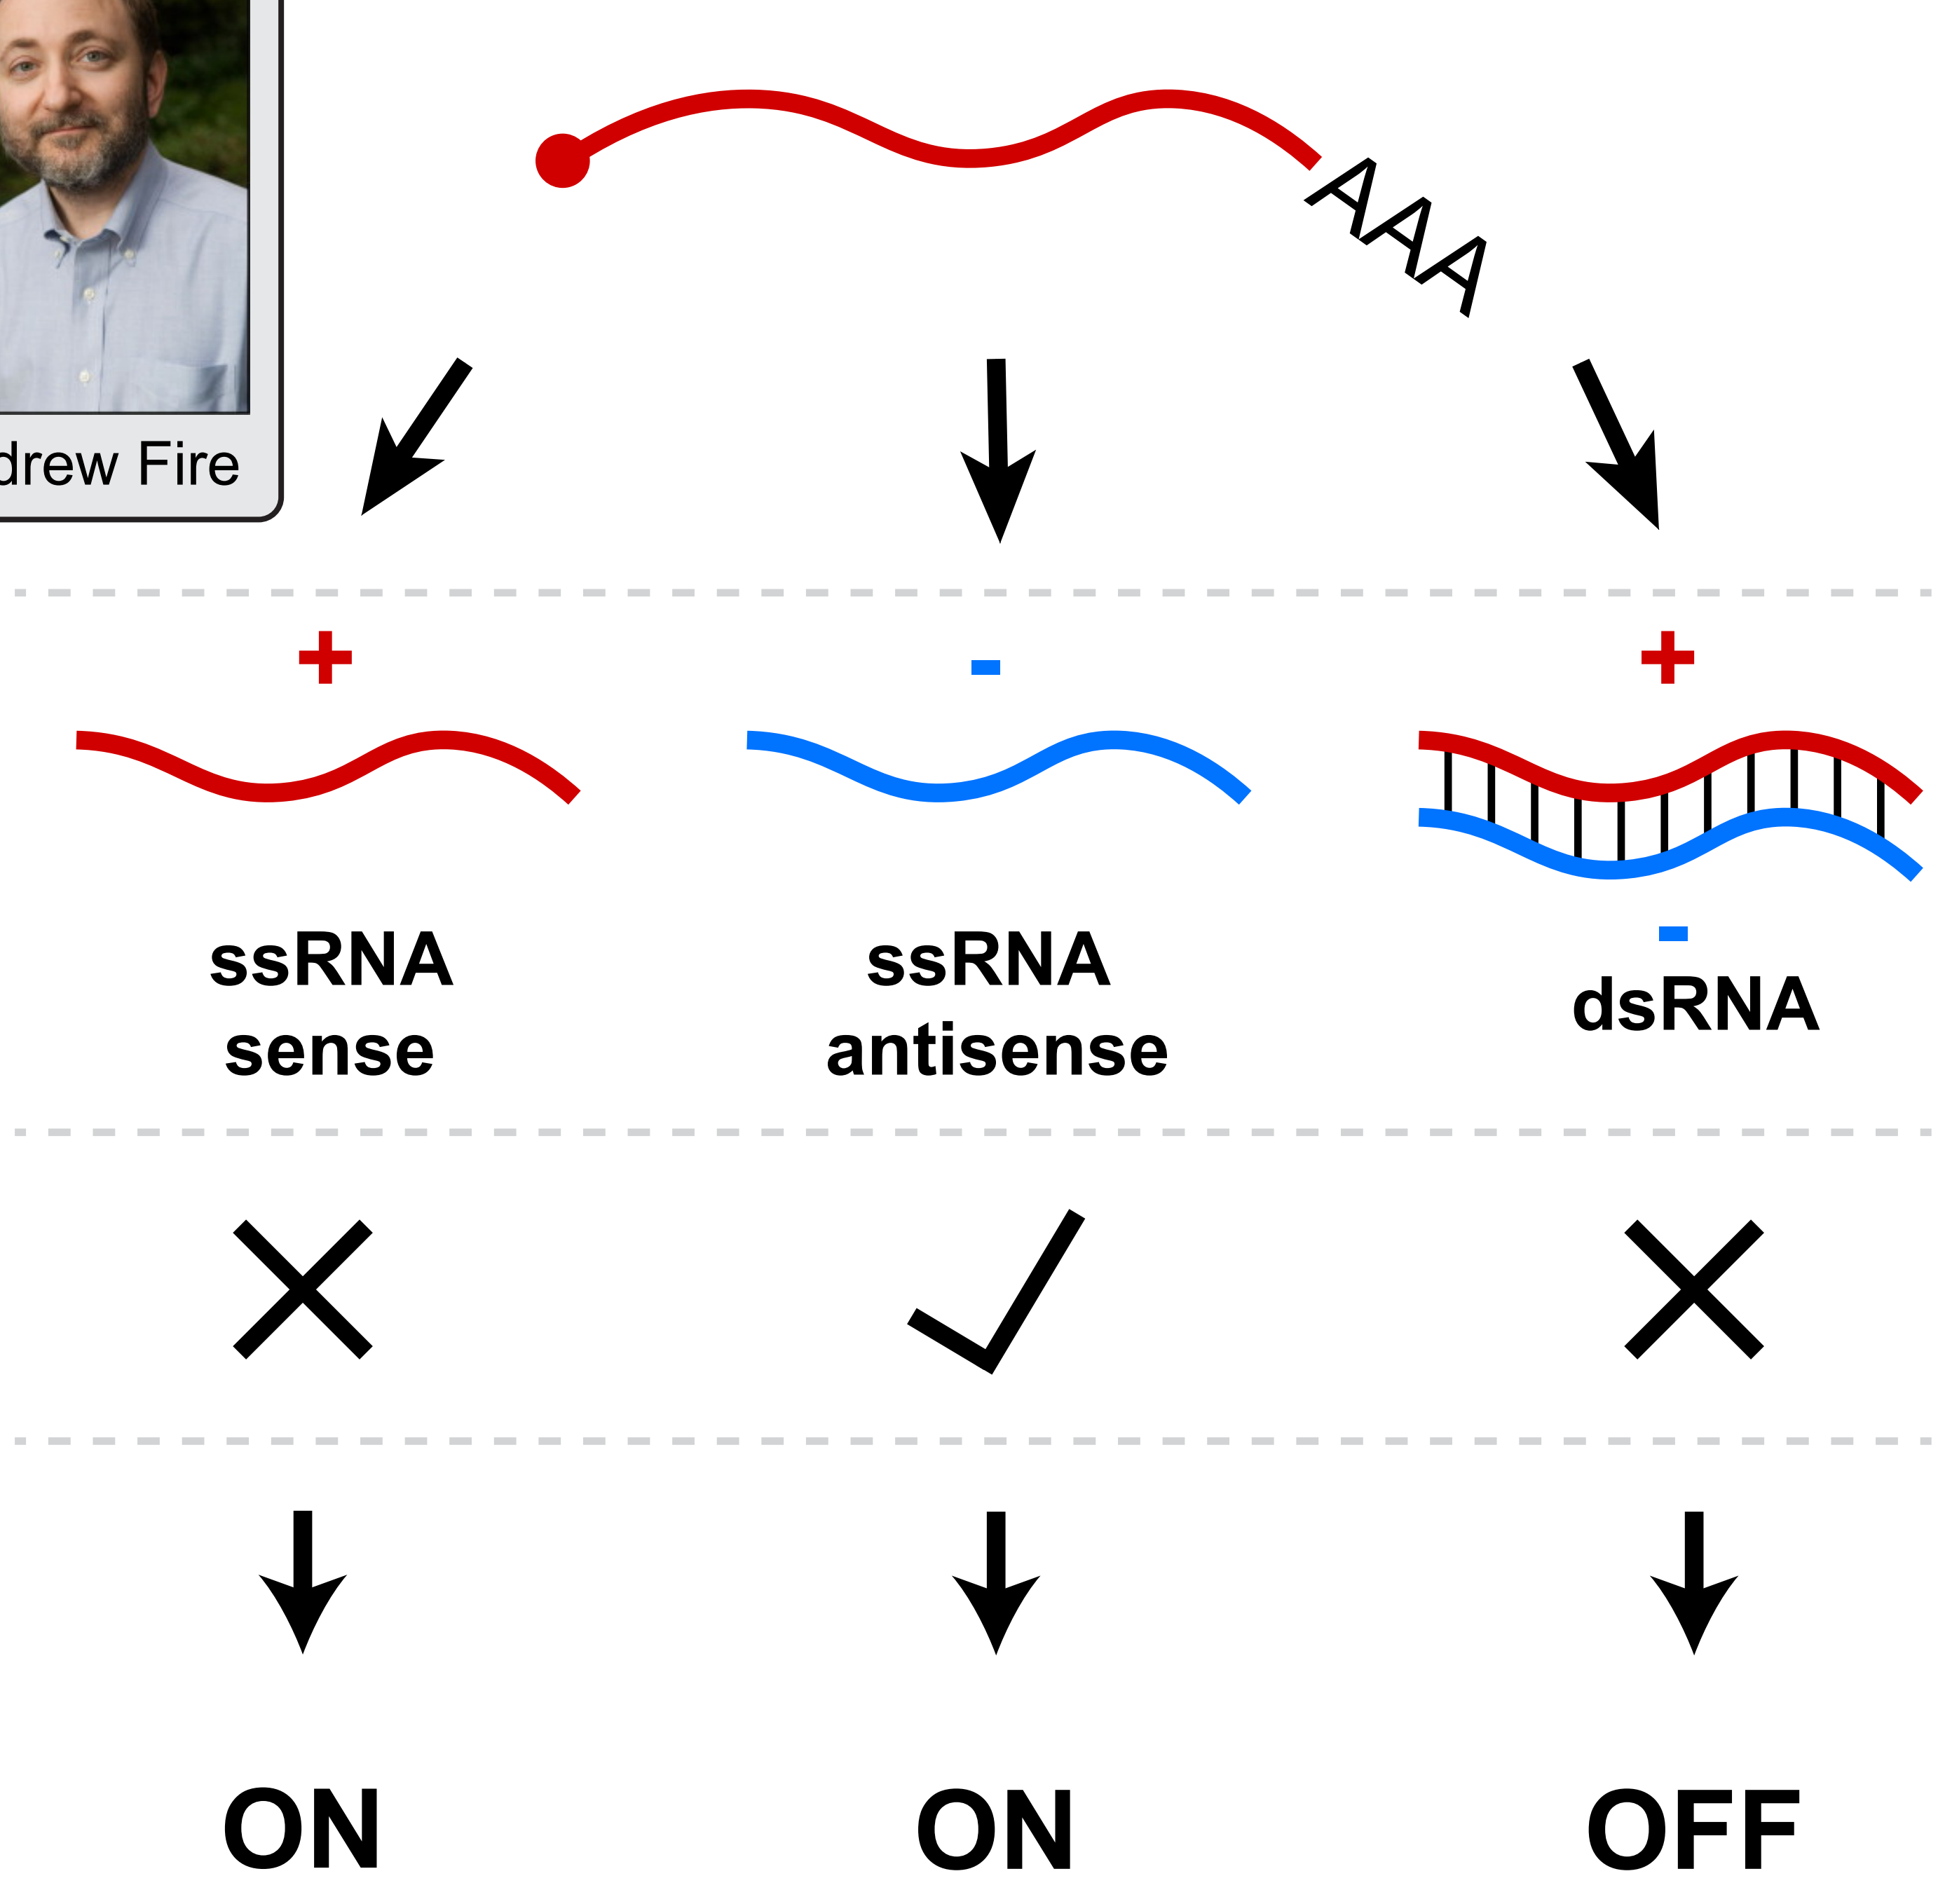 drew Fire
AAA
+ - +
ssRNA
sense
ssRNA
antisense
-
dsRNA
ON ON OFF